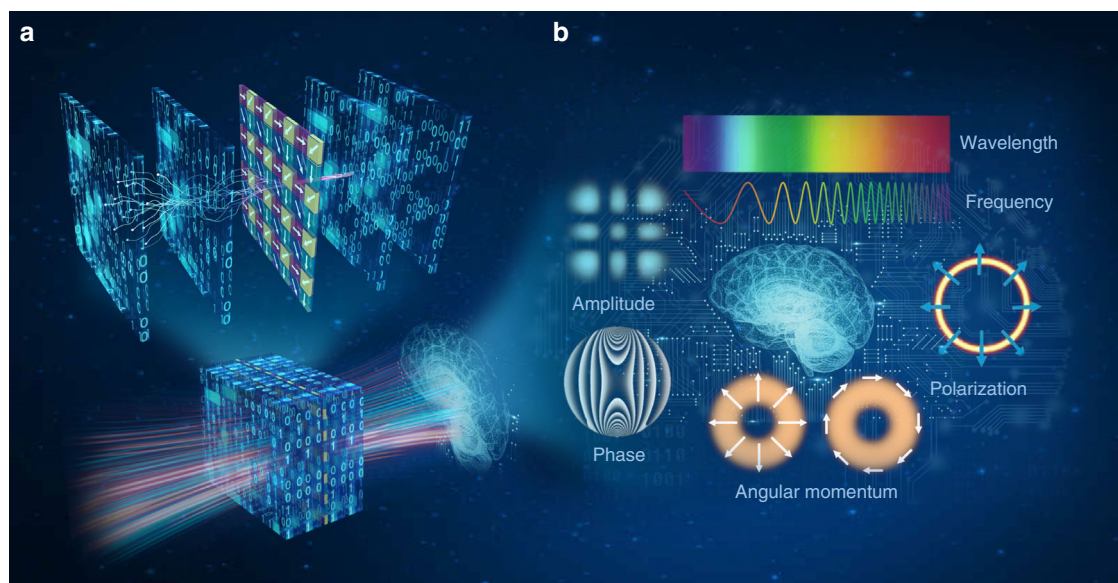 a
b
Wavelength
Frequency
Amplitude
Polarization
Phase
Angular momentum